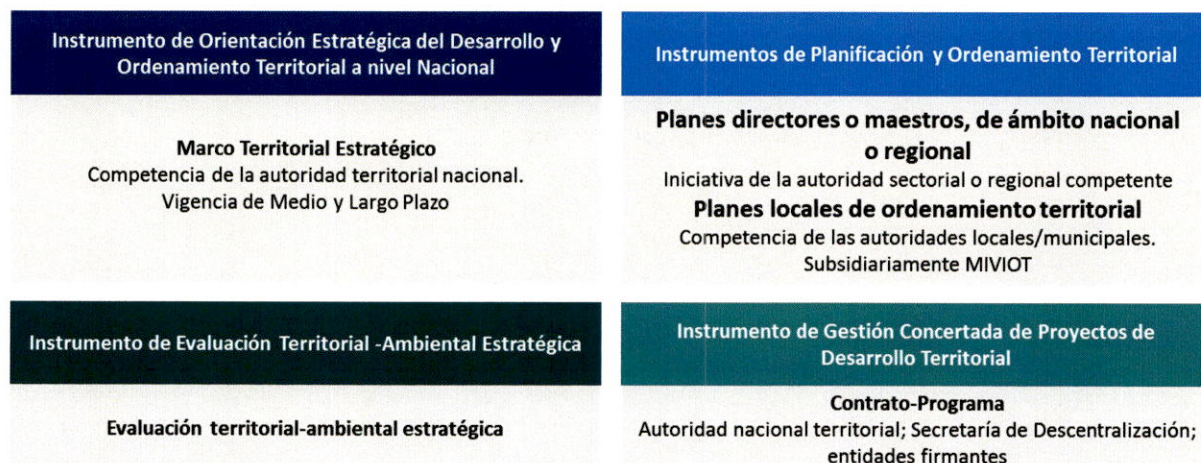 Instrumento de Orientación Estratégica del Desarrollo y
Ordenamiento Territorial a nivel Nacional
Marco Territorial Estratégico
Competencia de la autoridad territorial nacional.
Vigencia de Medio y Largo Plazo
Instrumentos de Planificación y Ordenamiento Territorial
Planes directores o maestros, de ámbito nacional
o regional
Iniciativa de la autoridad sectorial o regional competente
Planes locales de ordenamiento territorial
Competencia de las autoridades locales/municipales.
Subsidiariamente MIVIOT
Instrumento de Evaluación Territorial -Ambiental Estratégica
Evaluación territorial-ambiental estratégica
Instrumento de Gestión Concertada de Proyectos de
Desarrollo Territorial
Contrato-Programa
Autoridad nacional territorial; Secretaría de Descentralización;
entidades firmantes